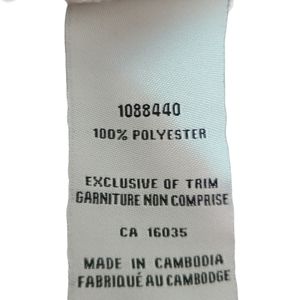 1088440
100% POLYESTER
EXCLUSIVE OF TRIM
GARNITURE NON COMPRISE
CA 16035
MADE IN CAMBODIA
FABRIQUÉ AU CAMBODGE